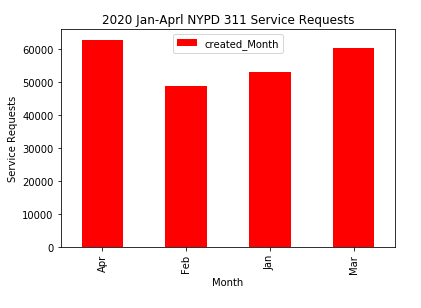 2020 Jan-Aprl NYPD 311 Service Requests
created_Month
60000
50000
40000
30000
20000
10000
0
Service Requests
Apr
Feb
Jan
Mar
Month